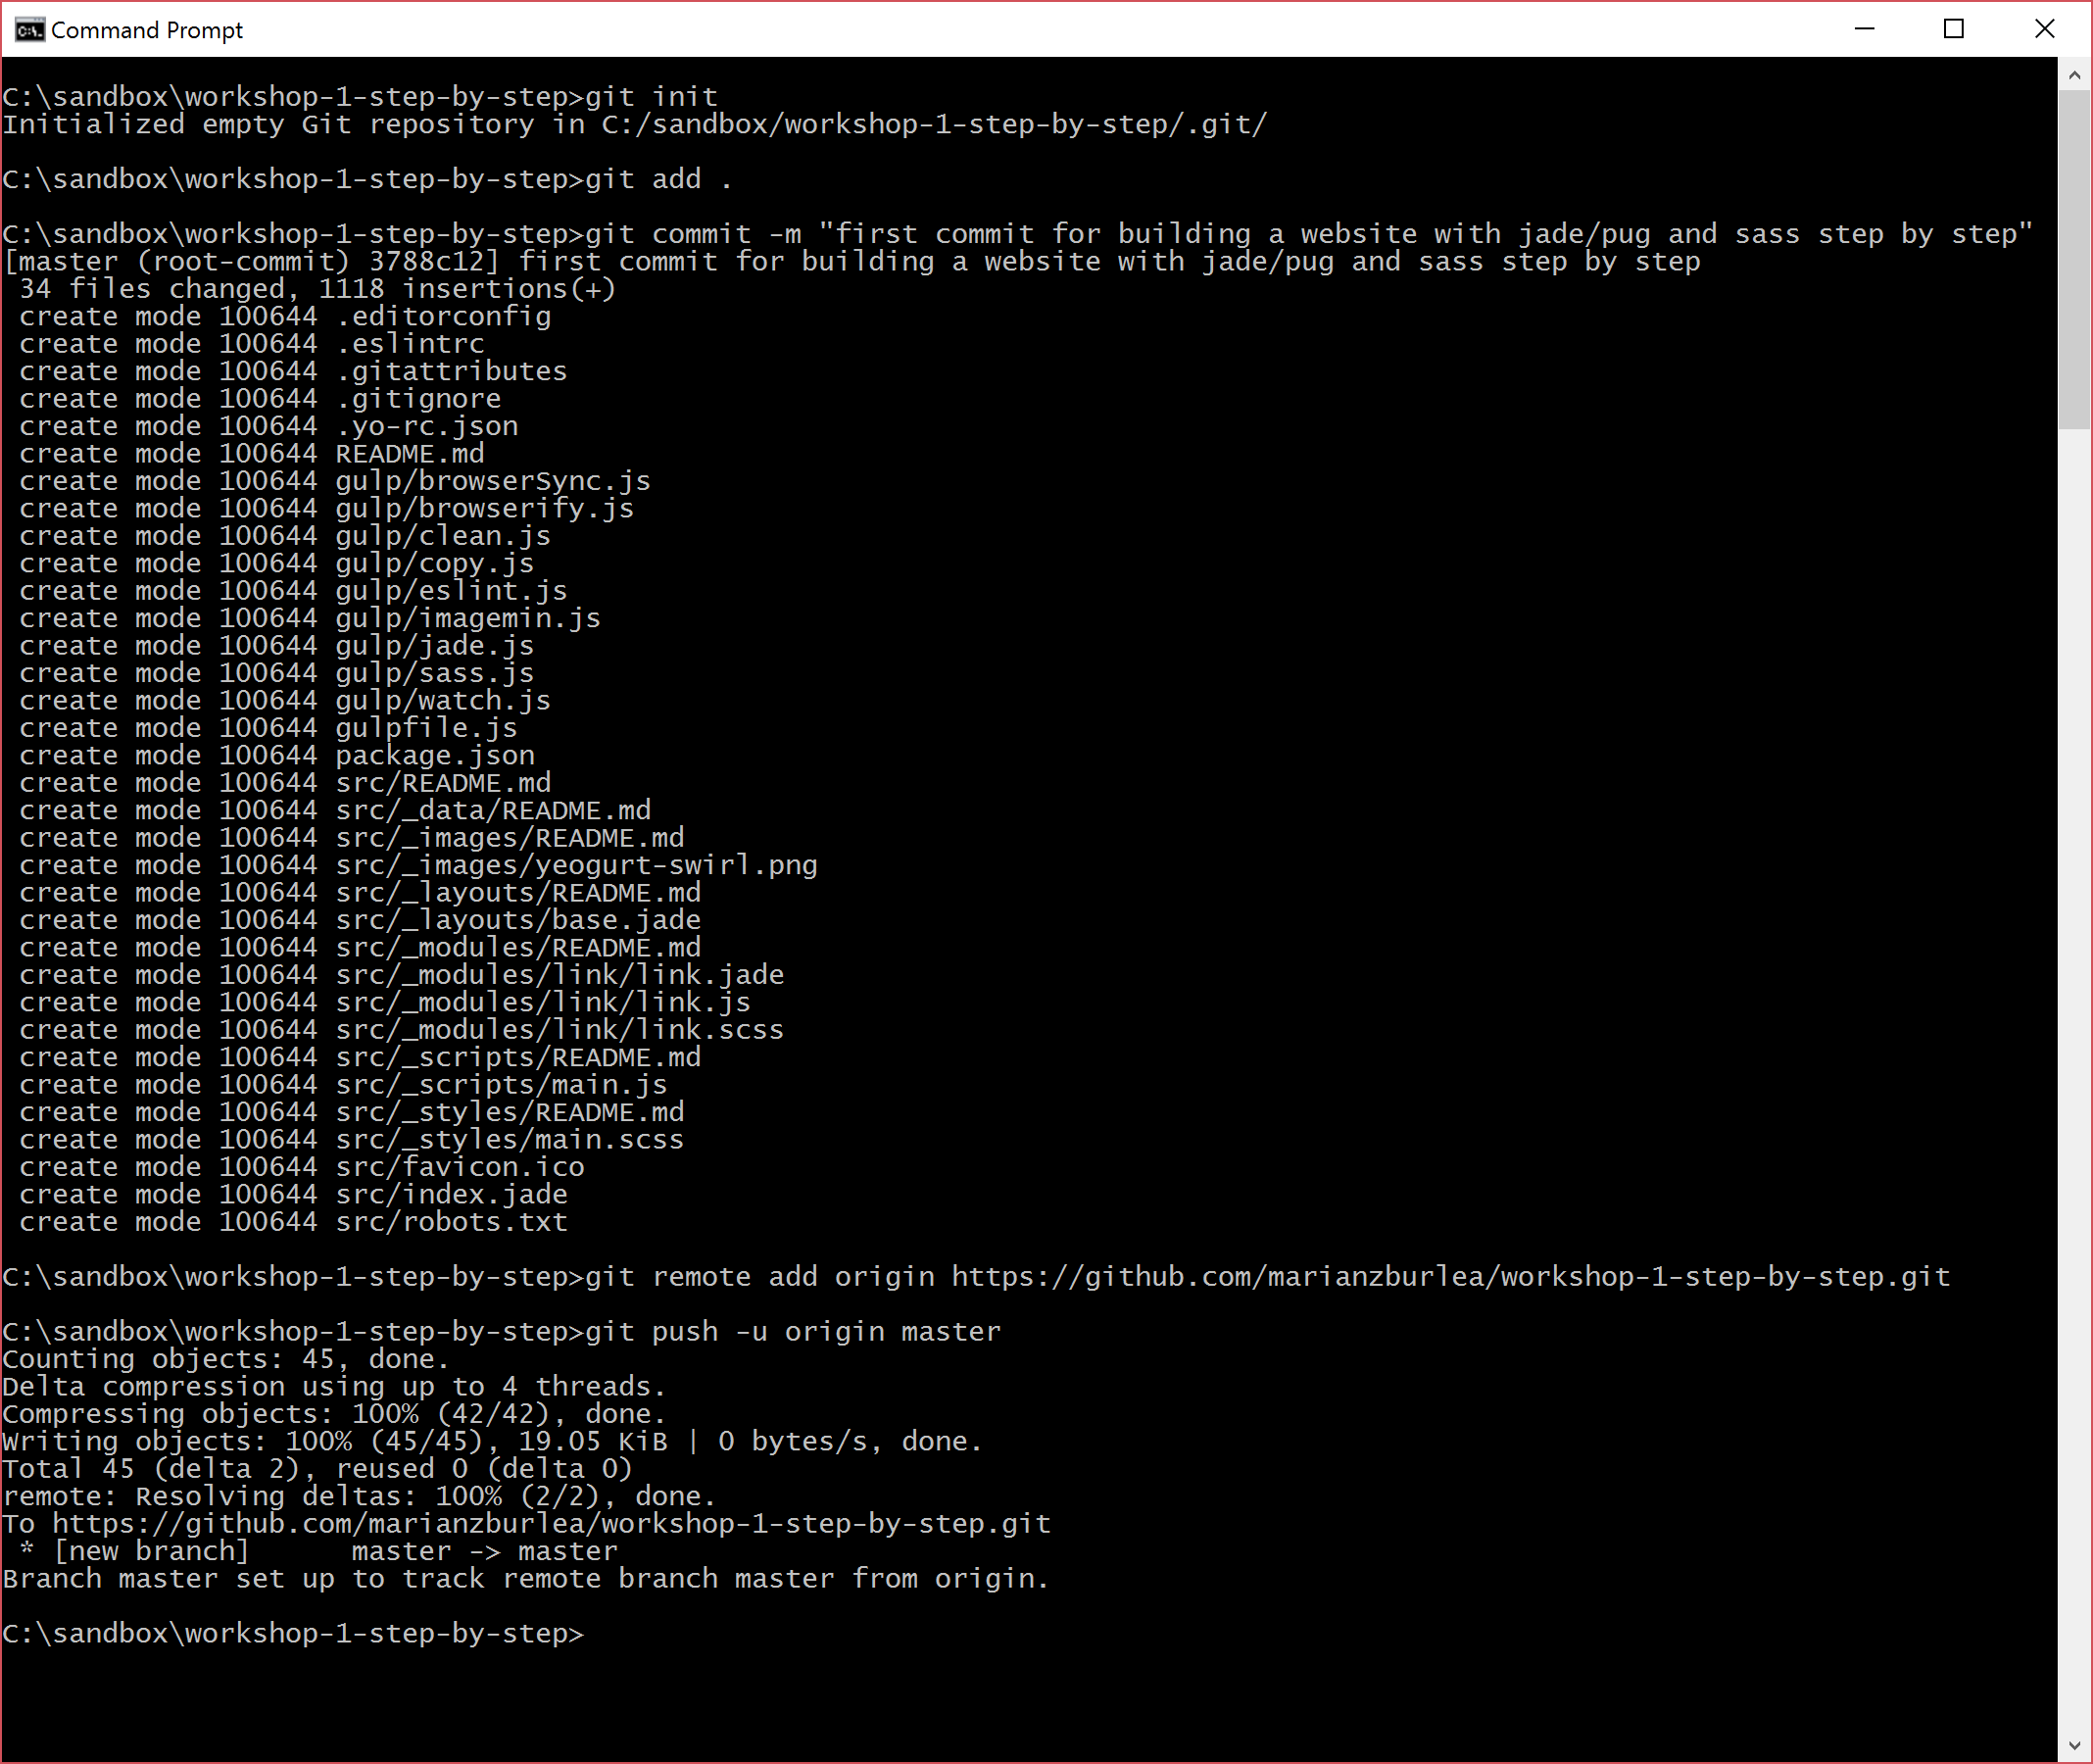 Command Prompt
C:\sandbox\workshop-1-step-by-step>git init
Initialized empty Git repository in C:/sandbox/workshop-1-step-by-step/.git/
C:\sandbox\workshop-1-step-by-step>git add .
C:\sandbox\workshop-1-step-by-step>git commit -m "first commit for building a website with jade/pug and sass step by step"
[master (root-commit) 3788c12] first commit for building a website with jade/pug and sass step by step
 34 files changed, 1118 insertions(+)
 create mode 100644 .editorconfig
 create mode 100644 .eslintrc
 create mode 100644 .gitattributes
 create mode 100644 .gitignore
 create mode 100644 .yo-rc.json
 create mode 100644 README.md
 create mode 100644 gulp/browserSync.js
 create mode 100644 gulp/browserify.js
 create mode 100644 gulp/clean.js
 create mode 100644 gulp/copy.js
 create mode 100644 gulp/eslint.js
 create mode 100644 gulp/imagemin.js
 create mode 100644 gulp/jade.js
 create mode 100644 gulp/sass.js
 create mode 100644 gulp/watch.js
 create mode 100644 gulpfile.js
 create mode 100644 package.json
 create mode 100644 src/README.md
 create mode 100644 src/_data/README.md
 create mode 100644 src/_images/README.md
 create mode 100644 src/_images/yeogurt-swirl.png
 create mode 100644 src/_layouts/README.md
 create mode 100644 src/_layouts/base.jade
 create mode 100644 src/_modules/README.md
 create mode 100644 src/_modules/link/link.jade
 create mode 100644 src/_modules/link/link.js
 create mode 100644 src/_modules/link/link.scss
 create mode 100644 src/_scripts/README.md
 create mode 100644 src/_scripts/main.js
 create mode 100644 src/_styles/README.md
 create mode 100644 src/_styles/main.scss
 create mode 100644 src/favicon.ico
 create mode 100644 src/index.jade
 create mode 100644 src/robots.txt
C:\sandbox\workshop-1-step-by-step>git remote add origin https://github.com/marianzburlea/workshop-1-step-by-step.git
C:\sandbox\workshop-1-step-by-step>git push -u origin master
Counting objects: 45, done.
Delta compression using up to 4 threads.
Compressing objects: 100% (42/42), done.
Writing objects: 100% (45/45), 19.05 KiB | 0 bytes/s, done.
Total 45 (delta 2), reused 0 (delta 0)
remote: Resolving deltas: 100% (2/2), done.
To https://github.com/marianzburlea/workshop-1-step-by-step.git
 * [new branch]      master -> master
Branch master set up to track remote branch master from origin.
C:\sandbox\workshop-1-step-by-step>